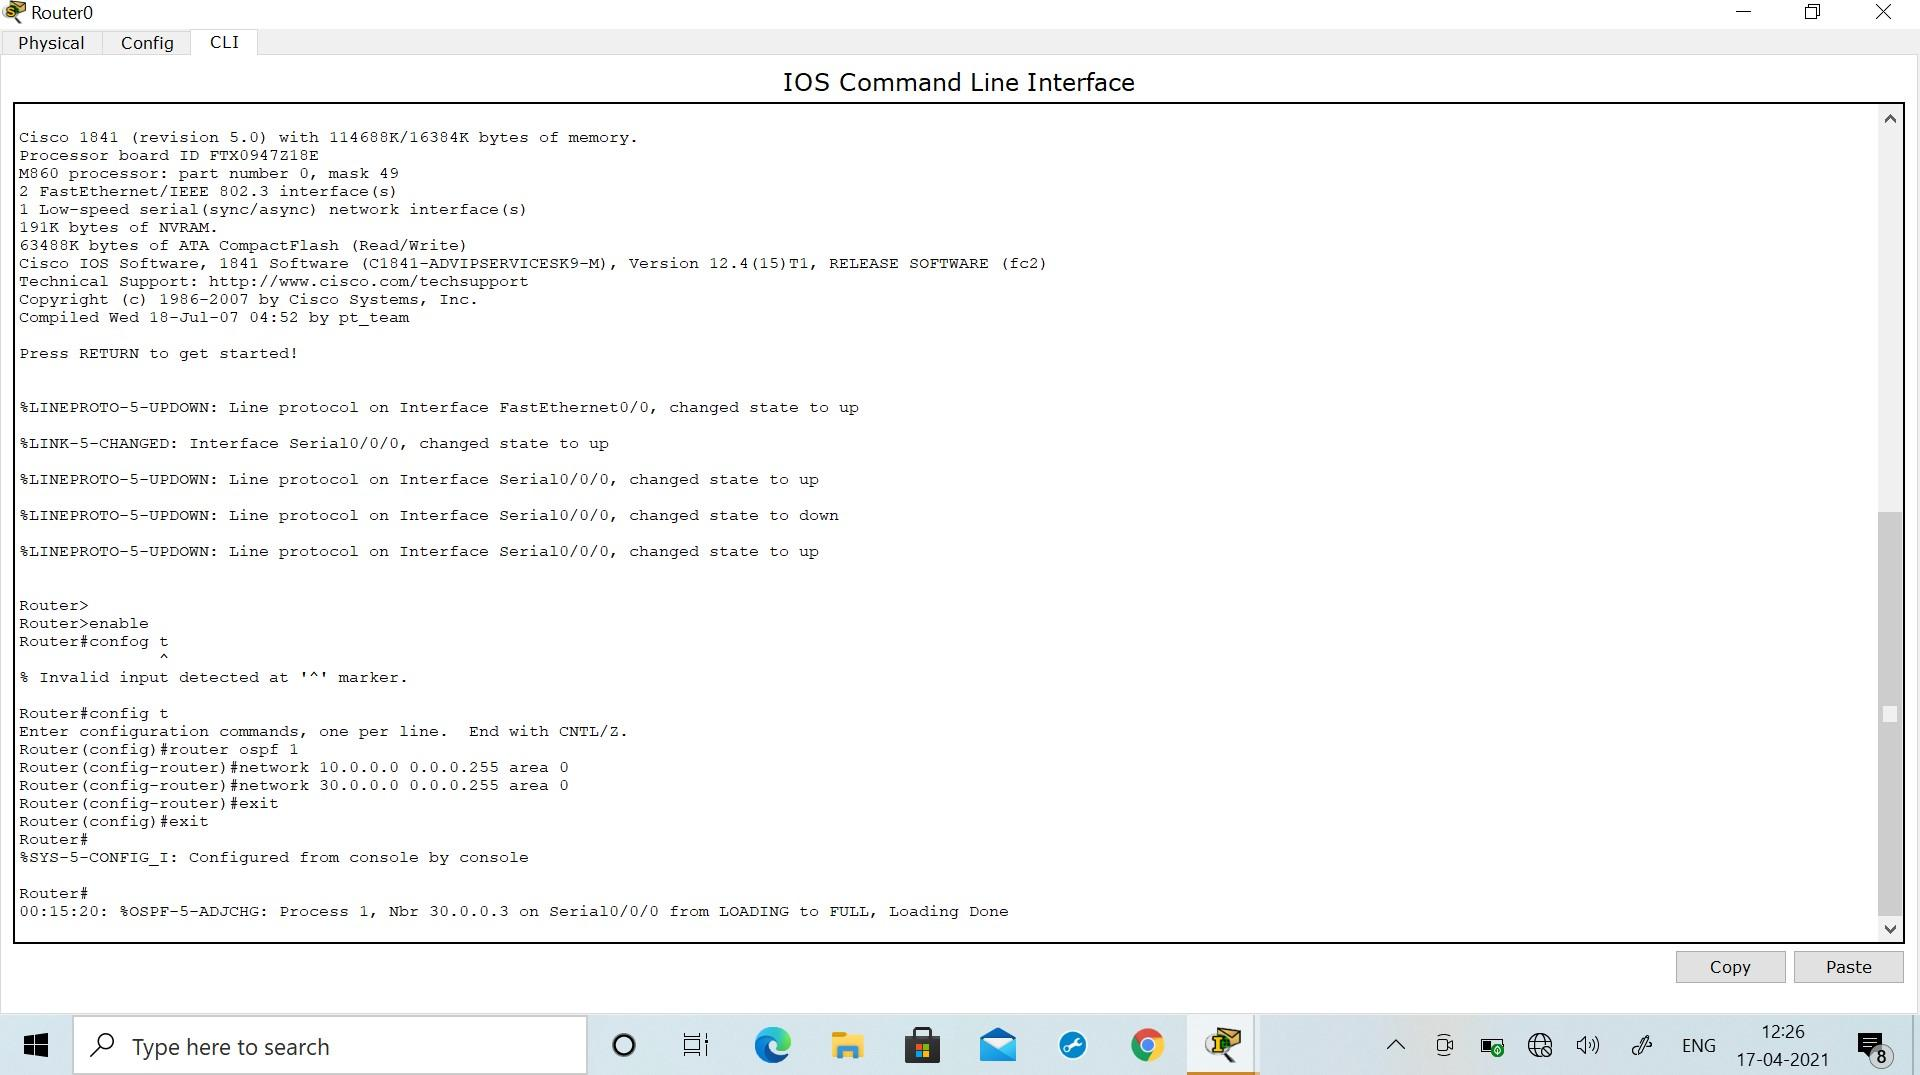 Router0
Physical
Config
CLI
IOS Command Line Interface
Cisco 1841 (revision 5.0) with 114688K/16384K bytes of memory.
Processor board ID FTX0947Z18E
M860 processor: part number 0, mask 49
2 FastEthernet/IEEE 802.3 interface(s)
1 Low-speed serial(sync/async) network interface(s)
191K bytes of NVRAM.
63488K bytes of ATA CompactFlash (Read/Write)
Cisco IOS Software, 1841 Software (C1841-ADVIPSERVICESK9-M), Version 12.4(15)T1, RELEASE SOFTWARE (fc2)
Technical Support: http://www.cisco.com/techsupport
Copyright (c) 1986-2007 by Cisco Systems, Inc.
Compiled Wed 18-Jul-07 04:52 by pt_team
Press RETURN to get started!
%LINEPROTO-5-UPDOWN: Line protocol on Interface FastEthernet0/0, changed state to up
%LINK-5-CHANGED: Interface Serial0/0/0, changed state to up
%LINEPROTO-5-UPDOWN: Line protocol on Interface Serial0/0/0, changed state to up
%LINEPROTO-5-UPDOWN: Line protocol on Interface Serial0/0/0, changed state to down
%LINEPROTO-5-UPDOWN: Line protocol on Interface Serial0/0/0, changed state to up
Router>
Router>enable
Router#confog t
^
% Invalid input detected at '^' marker.
Router#config t
Enter configuration commands, one per line.  End with CNTL/Z.
Router(config)#router ospf 1
Router(config-router)#network 10.0.0.0 0.0.0.255 area 0
Router(config-router)#network 30.0.0.0 0.0.0.255 area 0
Router(config-router)#exit
Router(config)#exit
Router#
%SYS-5-CONFIG_I: Configured from console by console
Router#
00:15:20: %OSPF-5-ADJCHG: Process 1, Nbr 30.0.0.3 on Serial0/0/0 from LOADING to FULL, Loading Done
Copy
Paste
Type here to search
ENG
12:26
17-04-2021
8